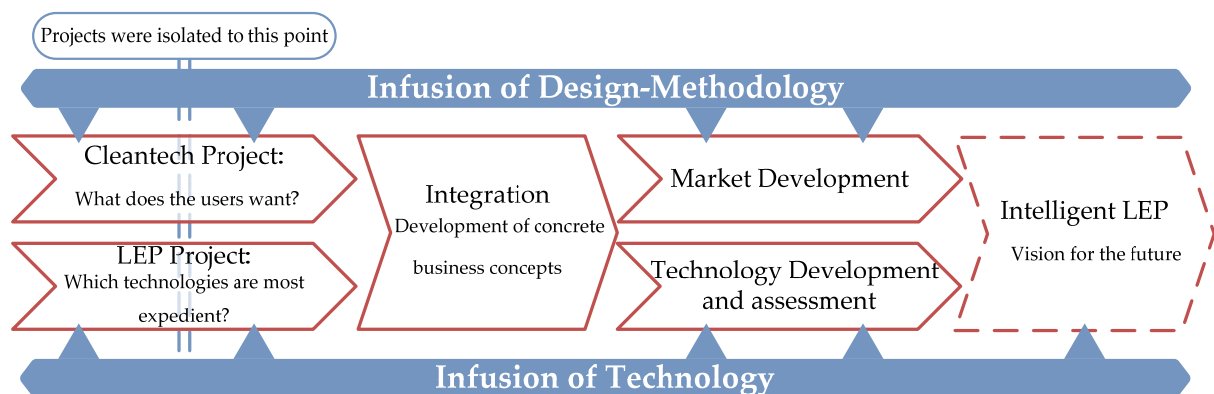 Projects were isolated to this point
Infusion of Design-Methodology
Cleantech Project:
What does the users want?
LEP Project:
Which technologies are most
expedient?
Integration
Development of concrete
business concepts
Market Development
Technology Development
and assessment
Intelligent LEP
Vision for the future
Infusion of Technology